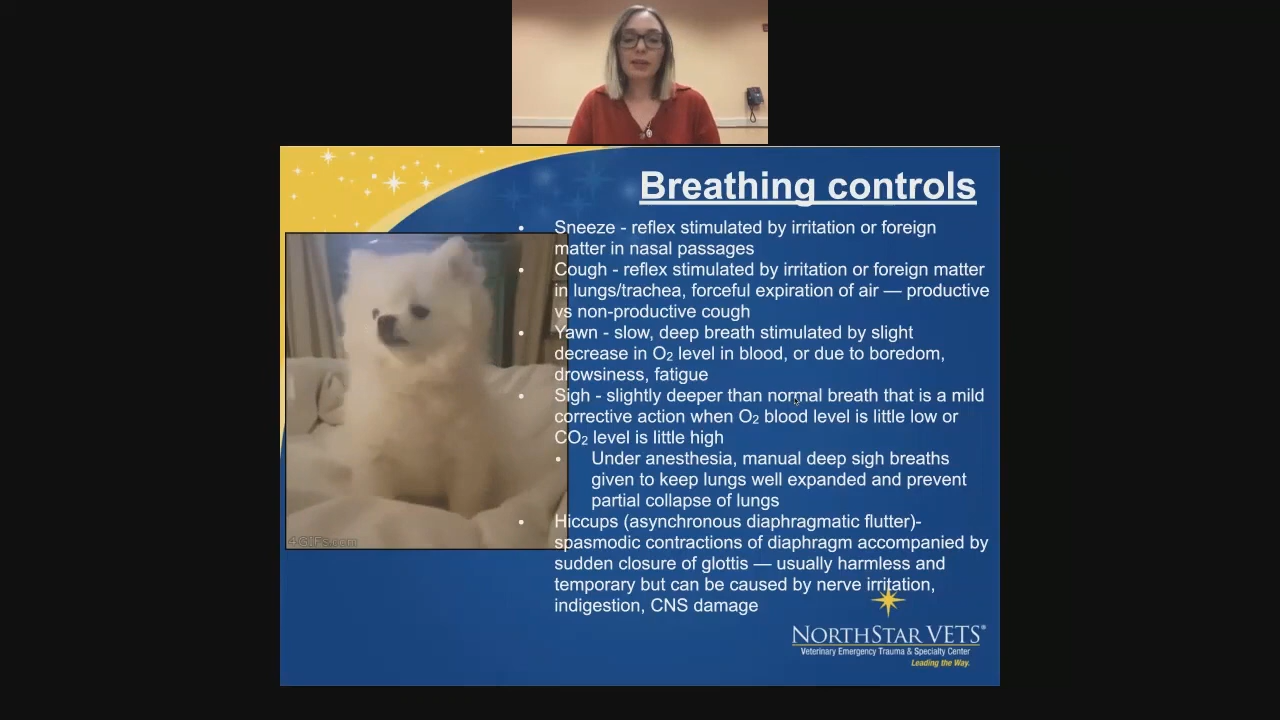 Breathing controls
• Sneeze - reflex stimulated by irritation or foreign
matter in nasal passages
• Cough - reflex stimulated by irritation or foreign matter
in lungs/trachea, forceful expiration of air — productive
vs non-productive cough
• Yawn - slow, deep breath stimulated by slight
decrease in O₂ level in blood, or due to boredom,
drowsiness, fatigue
• Sigh - slightly deeper than normal breath that is a mild
corrective action when O₂ blood level is little low or
CO₂ level is little high
• Under anesthesia, manual deep sigh breaths
given to keep lungs well expanded and prevent
partial collapse of lungs
• Hiccups (asynchronous diaphragmatic flutter)-
spasmodic contractions of diaphragm accompanied by
sudden closure of glottis — usually harmless and
temporary but can be caused by nerve irritation,
indigestion, CNS damage
4GIFs.com
NORTHSTAR VETS®
Veterinary Emergency Trauma & Specialty Center
Leading the Way.